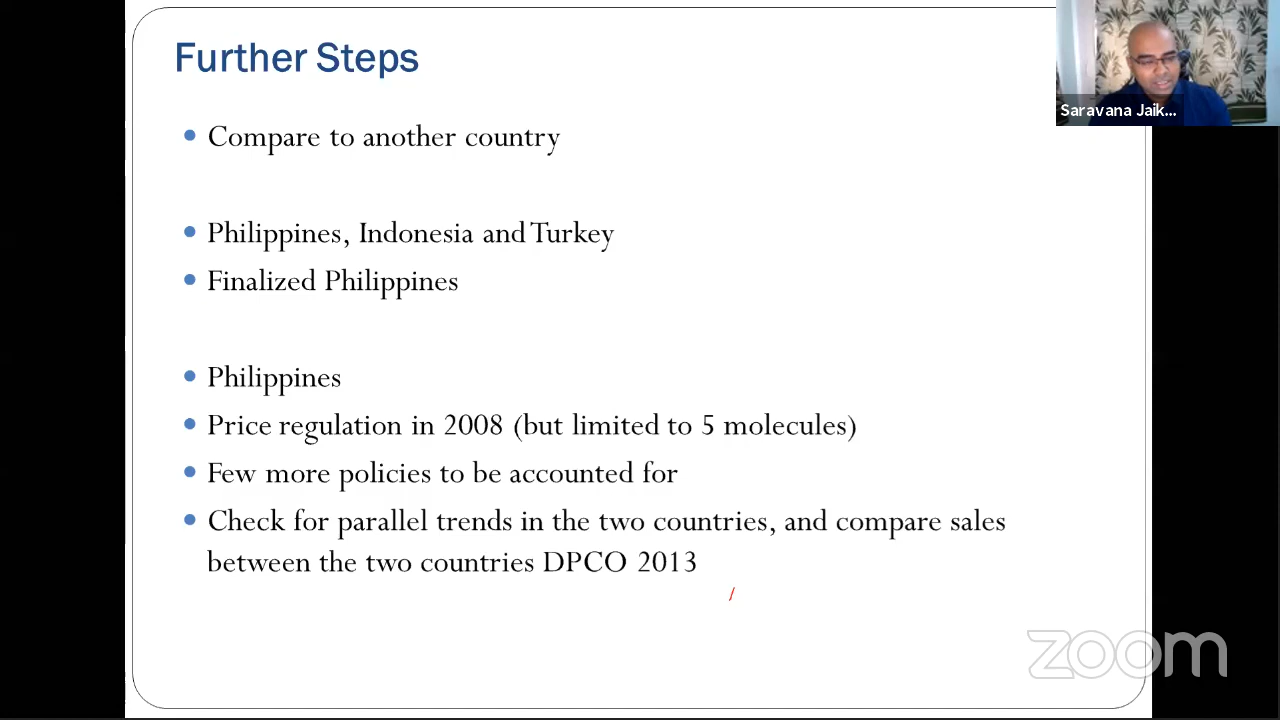 Further Steps
Saravana Jaik...
Compare to another country
Philippines, Indonesia and Turkey
Finalized Philippines
Philippines
Price regulation in 2008 (but limited to 5 molecules)
Few more policies to be accounted for
Check for parallel trends in the two countries, and compare sales
between the two countries DPCO 2013
zoom